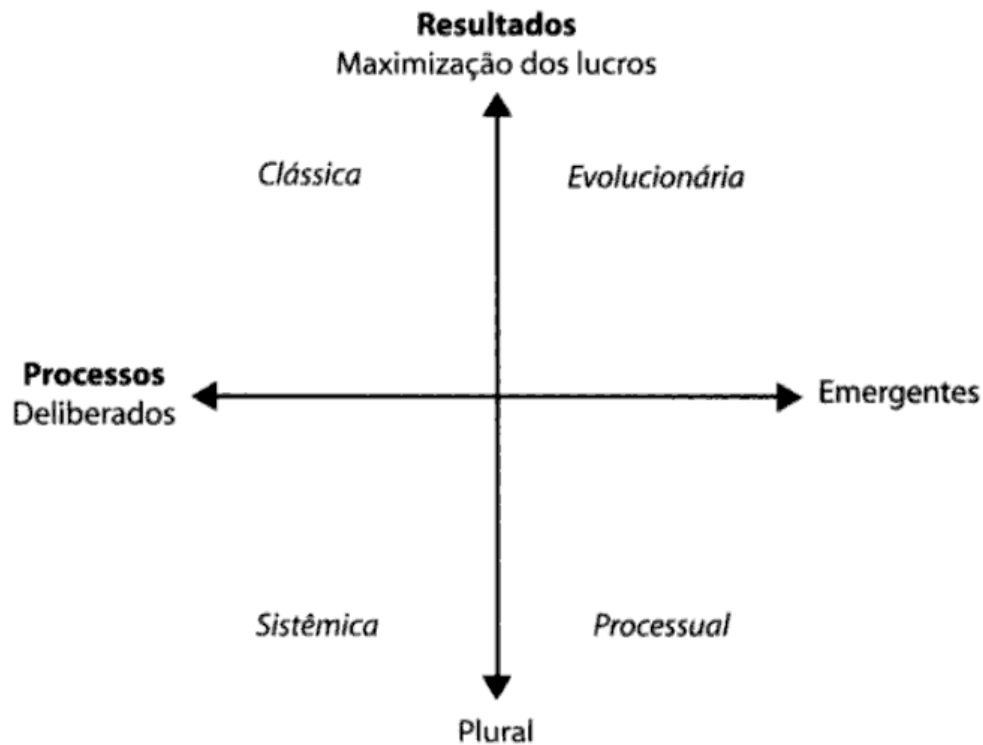 Resultados
Maximização dos lucros
Clássica
Evolucionária
Processos
Deliberados
Emergentes
Sistêmica
Processual
Plural